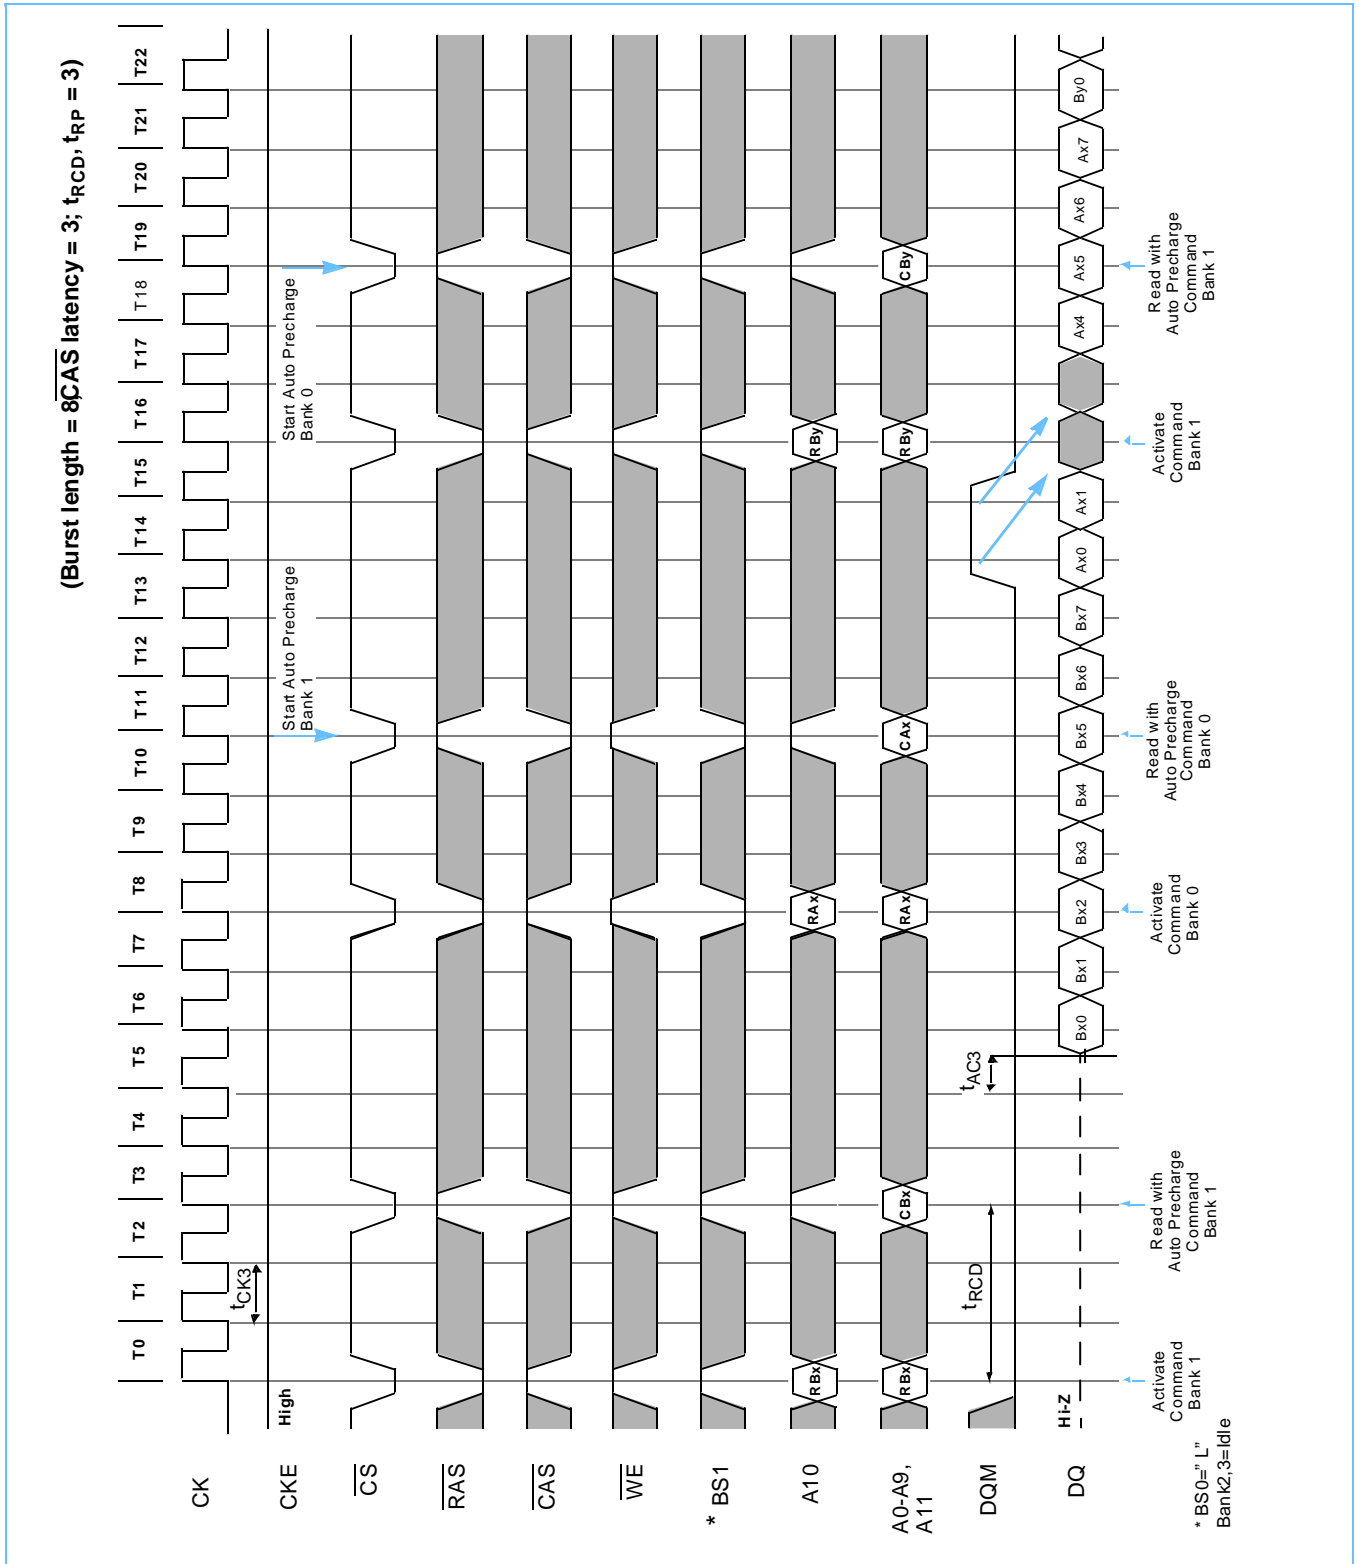 (Burst length = 8,CAS latency = 3; tRCD, tRP = 3)
T0 T1 T2 T3 T4 T5 T6 T7 T8 T9 T10 T11 T12 T13 T14 T15 T16 T17 T18 T19 T20 T21 T22
CK
tCK3
CKE
High
Start Auto Precharge
Bank 1
Start Auto Precharge
Bank 0
CS
RAS
CAS
WE
* BS1
A10
RBx RAx RBy
A0-A9,
A11
RBx CBx RAx CAx RBy CBy
DQM
tRCD
tAC3
DQ
Hi-Z
Bx0 Bx1 Bx2 Bx3 Bx4 Bx5 Bx6 Bx7 Ax0 Ax1 Ax4 Ax5 Ax6 Ax7 By0
Activate
Command
Bank 1
Read with
Auto Precharge
Command
Bank 1
Activate
Command
Bank 0
Read with
Auto Precharge
Command
Bank 0
Activate
Command
Bank 1
Read with
Auto Precharge
Command
Bank 1
* BS0=” L”
Bank2,3=Idle